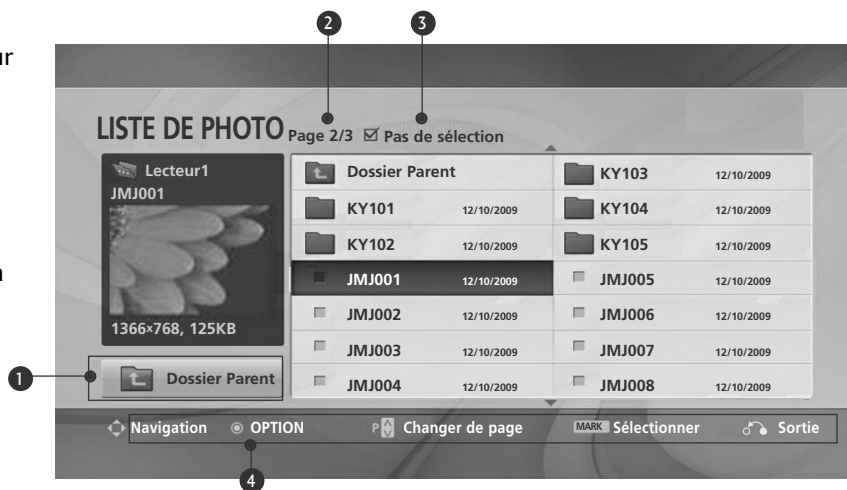 2 3
ur
LISTE DE PHOTO Page 2/3 Pas de sélection
Lecteur1
JMJ001
1366×768, 125KB
Dossier Parent
Dossier Parent
KY101 12/10/2009
KY102 12/10/2009
JMJ001 12/10/2009
JMJ002 12/10/2009
JMJ003 12/10/2009
JMJ004 12/10/2009
KY103 12/10/2009
KY104 12/10/2009
KY105 12/10/2009
JMJ005 12/10/2009
JMJ006 12/10/2009
JMJ007 12/10/2009
JMJ008 12/10/2009
1
Navigation OPTION P Changer de page MARK Sélectionner Sortie
4